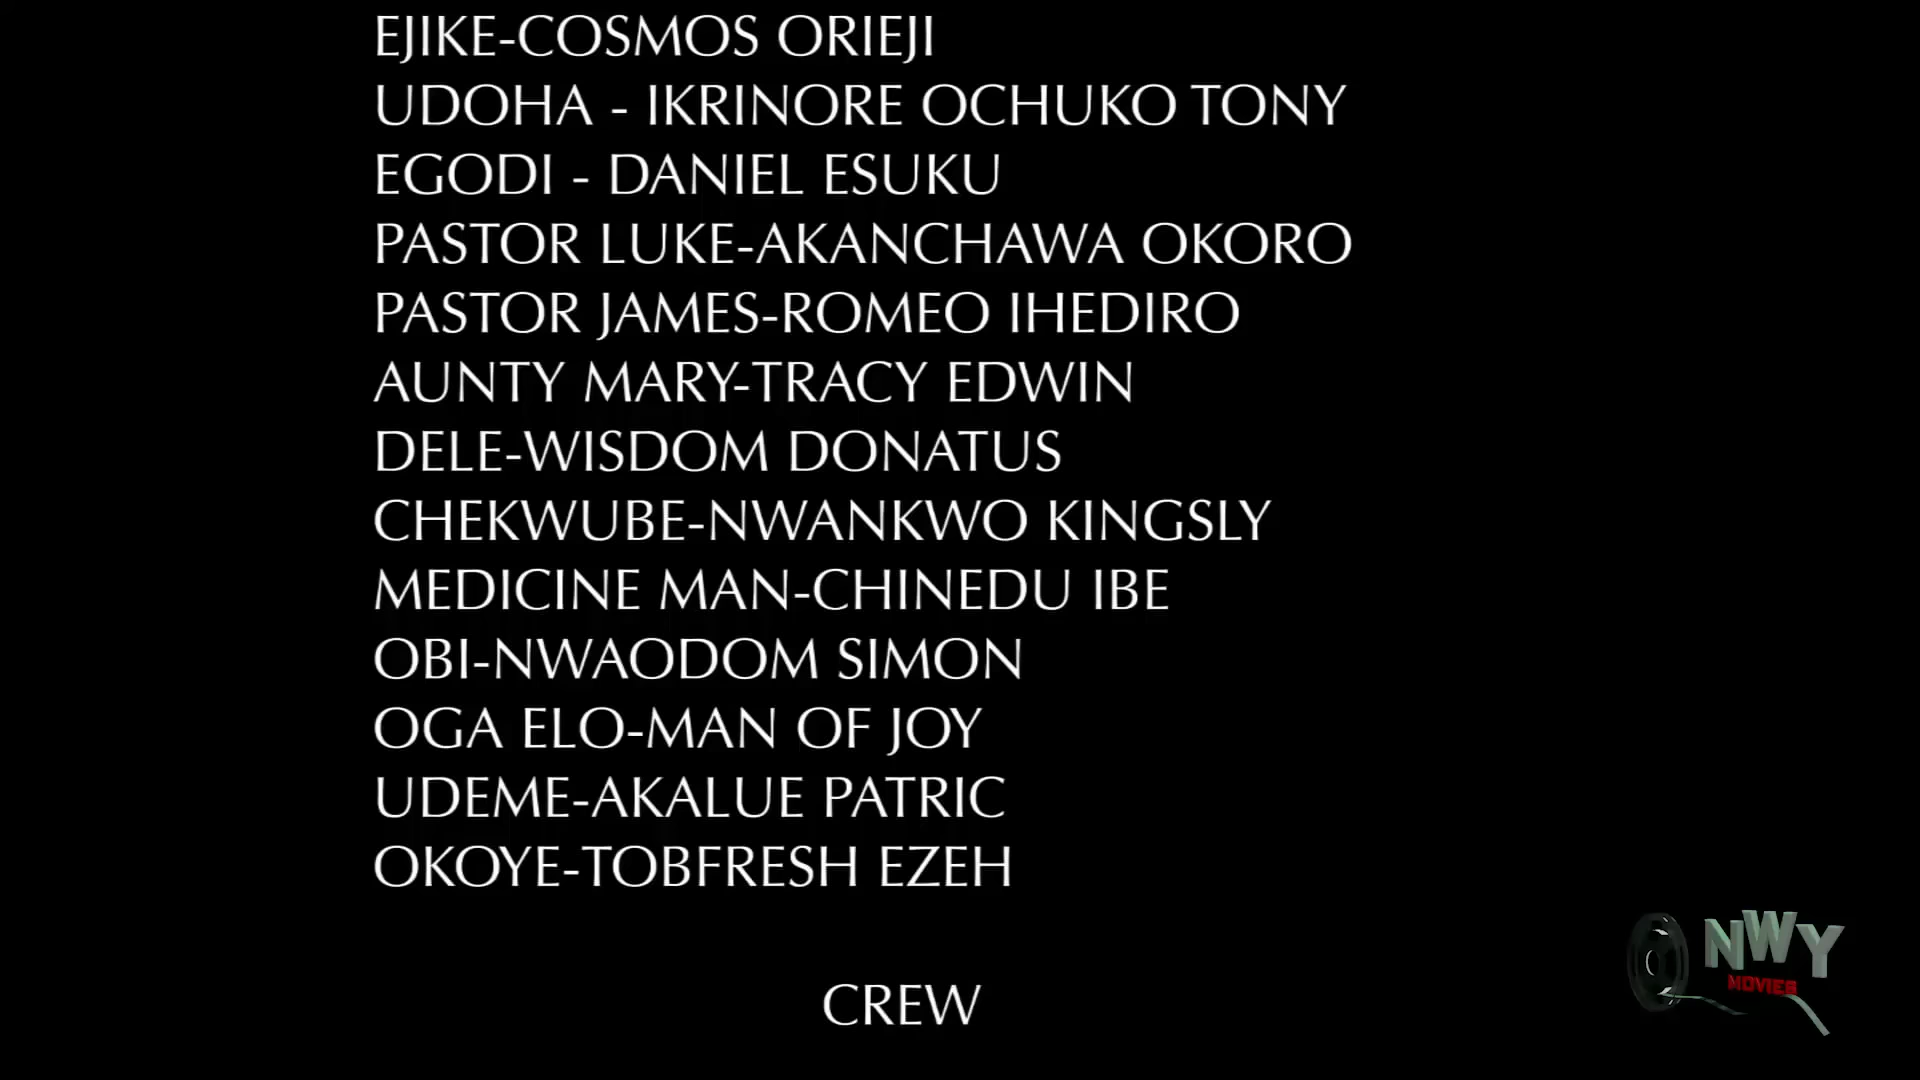 EJIKE-COSMOS ORIEJI
UDOHA - IKRINORE OCHUKO TONY
EGODI - DANIEL ESUKU
PASTOR LUKE-AKANCHAWA OKORO
PASTOR JAMES-ROMEO IHEDIRO
AUNTY MARY-TRACY EDWIN
DELE-WISDOM DONATUS
CHEKWUBE-NWANKWO KINGSLY
MEDICINE MAN-CHINEDU IBE
OBI-NWAODOM SIMON
OGA ELO-MAN OF JOY
UDEME-AKALUE PATRIC
OKOYE-TOBFRESH EZEH
CREW
NWY
MOVIES